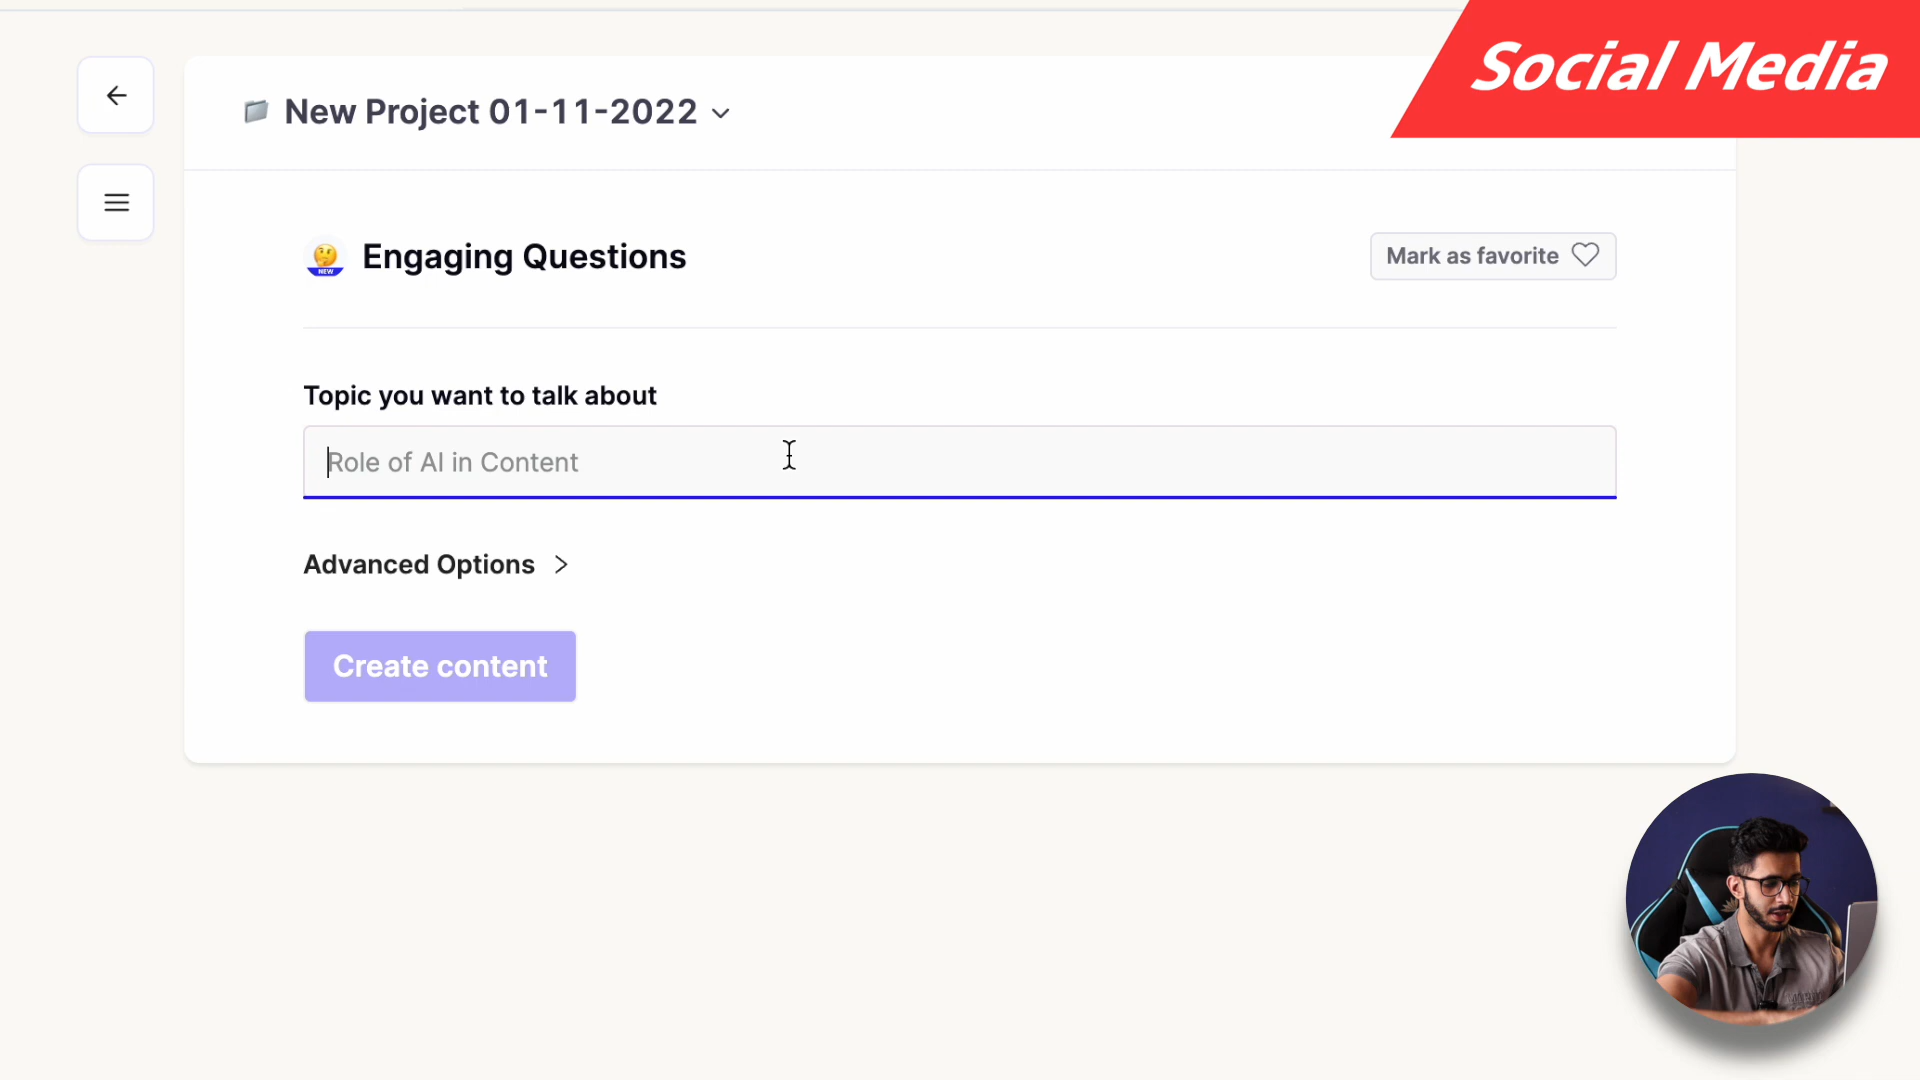 Social Media
New Project 01-11-2022
NEW
Engaging Questions
Mark as favorite
Topic you want to talk about
Role of AI in Content
Advanced Options
Create content